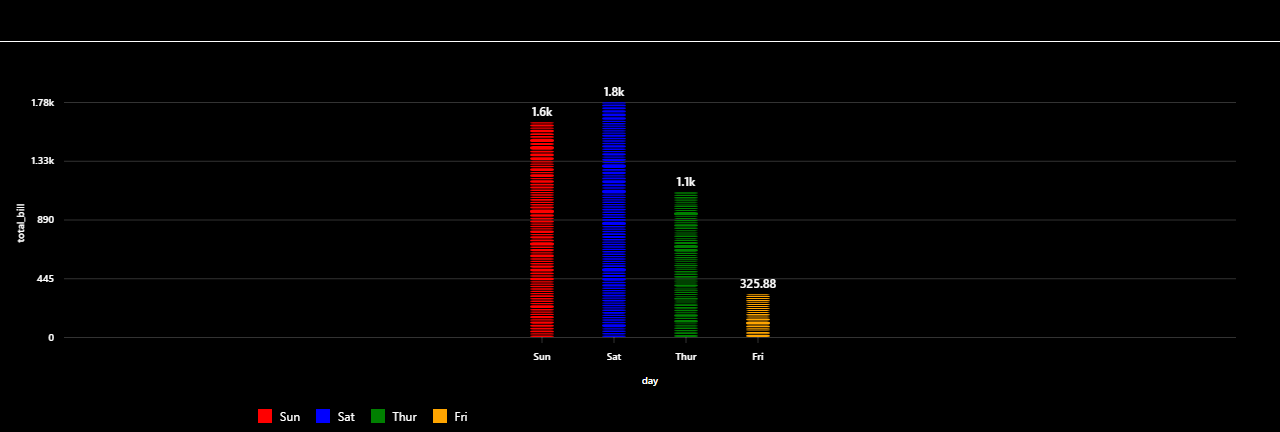 1.8k
1.78k
1.6k
1.33k
1.1k
total_bill
890
445
325.88
0
Sun Sat Thur Fri
day
Sun Sat Thur Fri